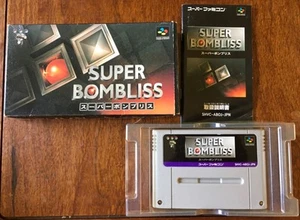 SUPER
BOMBLISS
スーパーボンブリス
スーパーファミコン
SUPER
BOMBLISS
スーパーボンブリス
取扱説明書
SHVC-ABOJ-JPN
SUPER
BOMBLISS
スーパーボンブリス
スーパーファミコン
SHVC-ABOJ-JPN